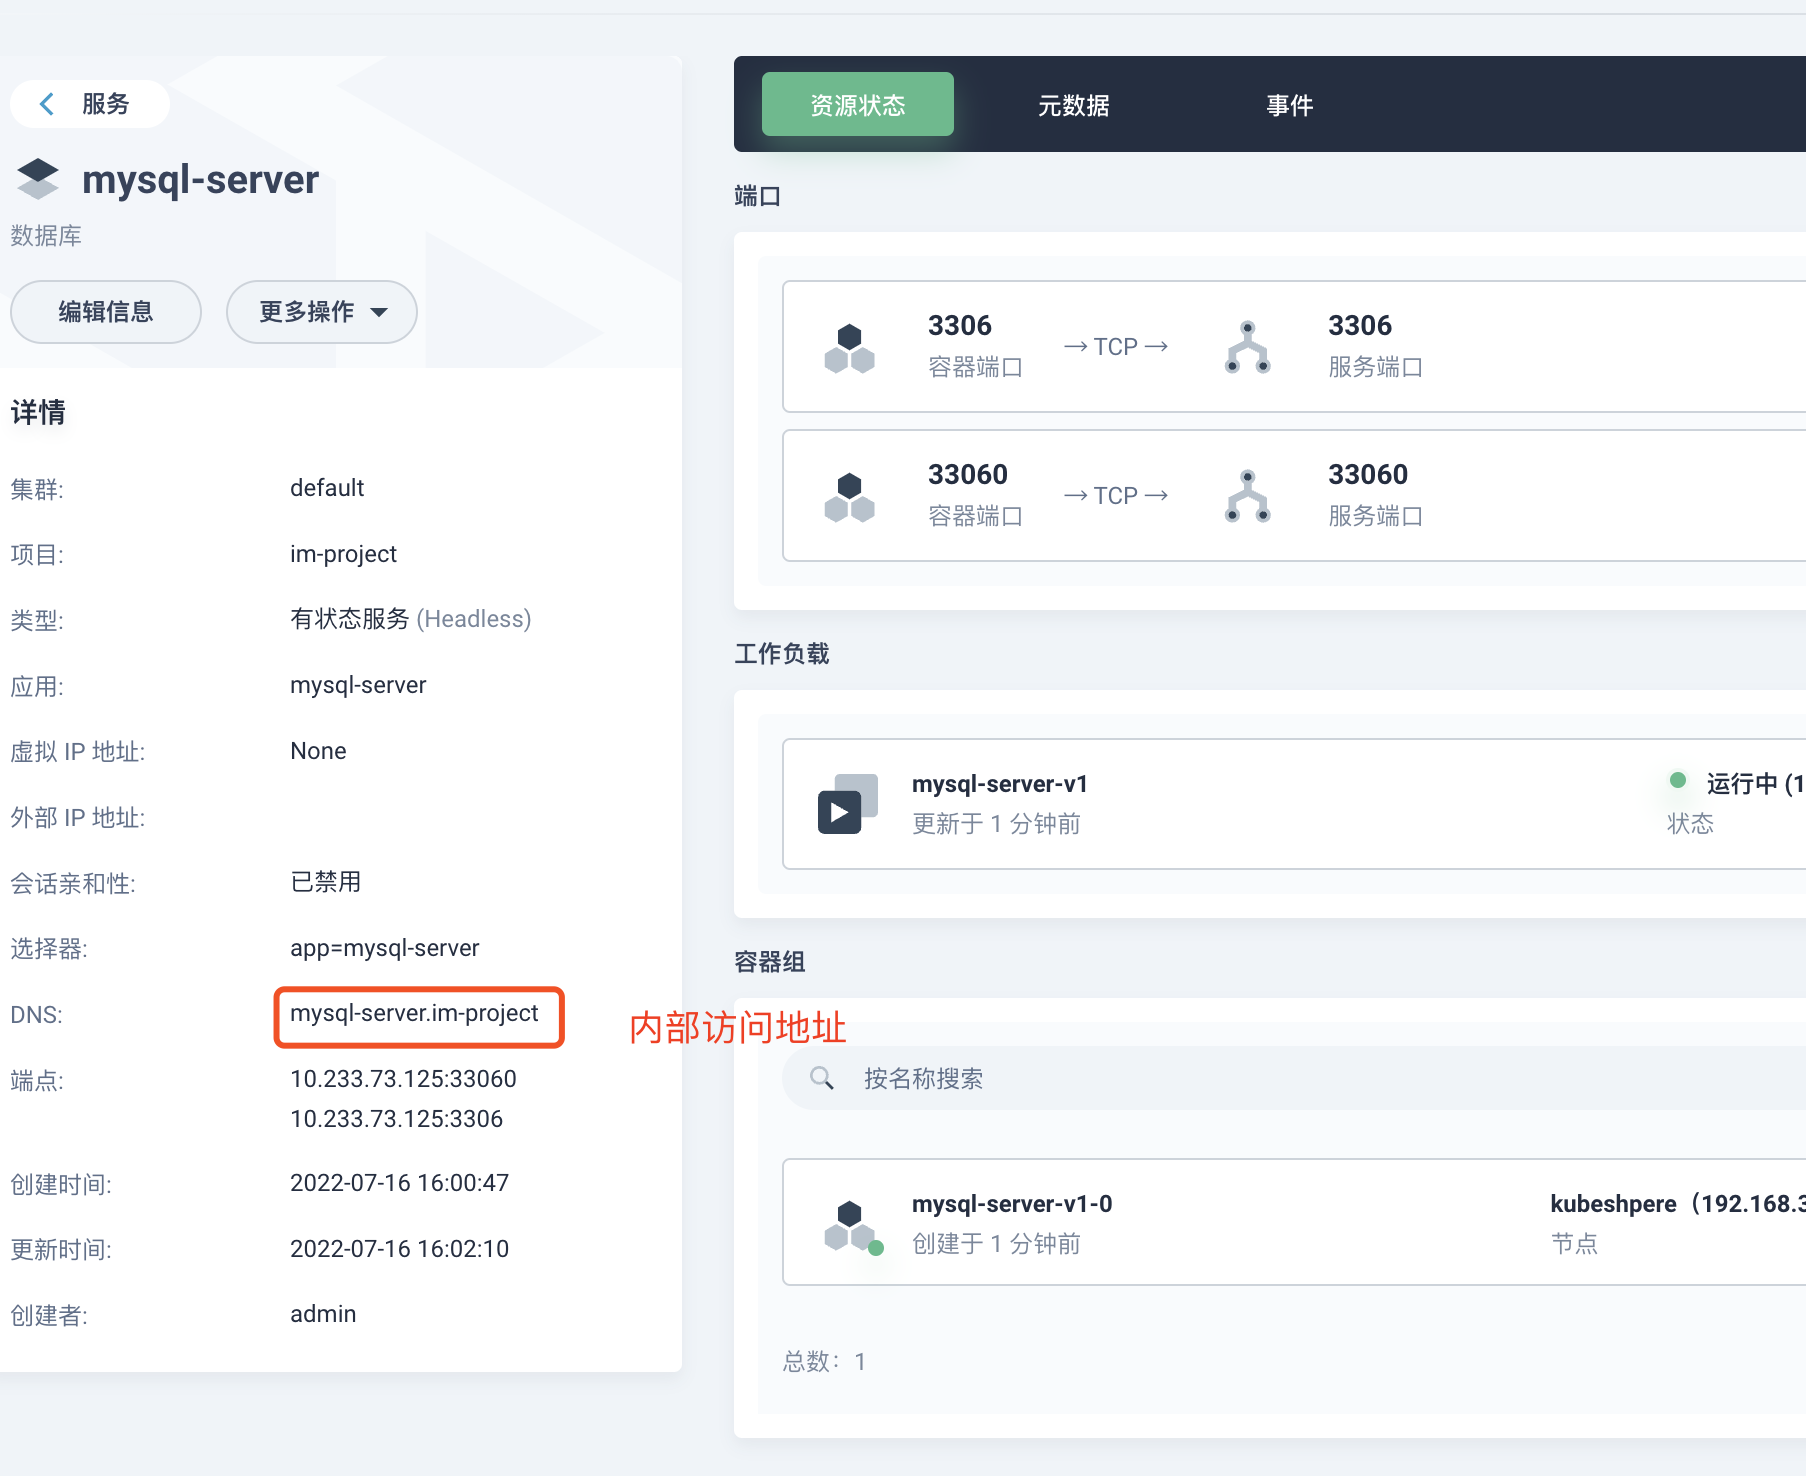 服务
mysql-server
数据库
编辑信息
更多操作
详情
集群: default
项目: im-project
类型: 有状态服务 (Headless)
应用: mysql-server
虚拟 IP 地址: None
外部 IP 地址:
会话亲和性: 已禁用
选择器: app=mysql-server
DNS: mysql-server.im-project
内部访问地址
端点: 10.233.73.125:33060
10.233.73.125:3306
创建时间: 2022-07-16 16:00:47
更新时间: 2022-07-16 16:02:10
创建者: admin
资源状态 元数据 事件
端口
3306 → TCP → 3306
容器端口 服务端口
33060 → TCP → 33060
容器端口 服务端口
工作负载
mysql-server-v1 运行中 (1
更新于 1 分钟前 状态
容器组
按名称搜索
mysql-server-v1-0 kubeshpere（192.168.3
创建于 1 分钟前 节点
总数：1